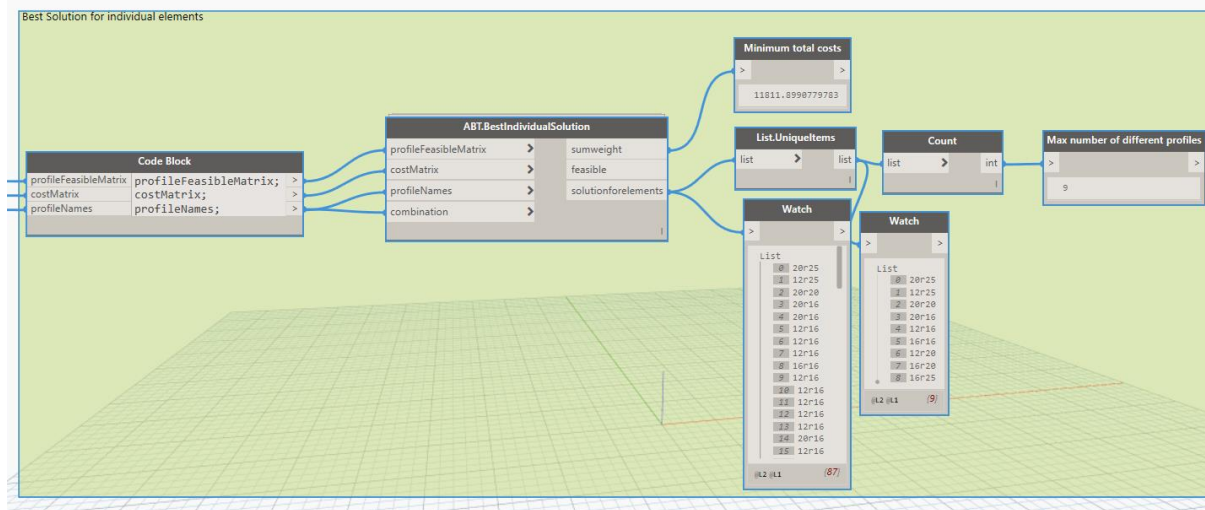 Best Solution for individual elements
Minimum total costs
> >
11811.8990779783
ABT.BestIndividualSolution
profileFeasibleMatrix > sumweight
costMatrix > feasible
profileNames > solutionforelements
combination >
l
Code Block
profileFeasibleMatrix profileFeasibleMatrix; >
costMatrix costMatrix; >
profileNames profileNames; >
List.UniqueItems
list > list
l
Count
list > int
l
Max number of different profiles
> >
9
Watch
> >
List
0 20r25
1 12r25
2 20r20
3 20r16
4 20r16
5 12r16
6 12r16
7 12r16
8 16r16
9 12r16
10 12r16
11 12r16
12 12r16
13 12r16
14 20r16
15 12r16
@L2 @L1 {87}
Watch
> >
List
0 20r25
1 12r25
2 20r20
3 20r16
4 12r16
5 16r16
6 12r20
7 16r20
8 16r25
@L2 @L1 {9}